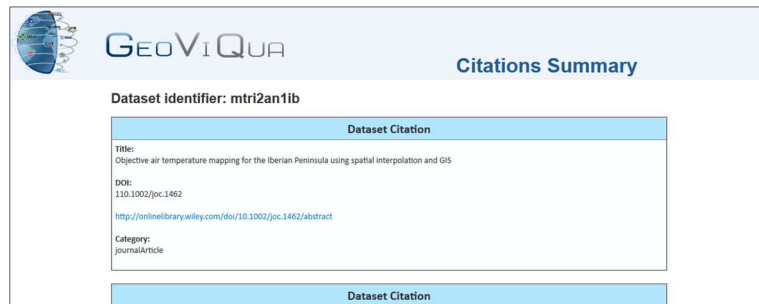 GEOVIQUA
Citations Summary
Dataset identifier: mtri2an1ib
Dataset Citation
Title:
Objective air temperature mapping for the Iberian Peninsula using spatial interpolation and GIS
DOI:
110.1002/joc.1462
http://onlinelibrary.wiley.com/doi/10.1002/joc.1462/abstract
Category:
journalArticle
Dataset Citation